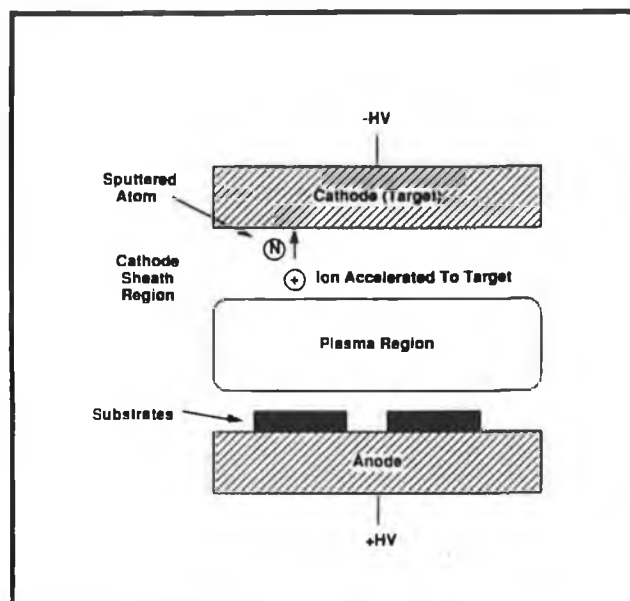 -HV
Sputtered
Atom
Cathode (Target)
N
Cathode
Sheath
Region
+ Ion Accelerated To Target
Plasma Region
Substrates
Anode
+HV